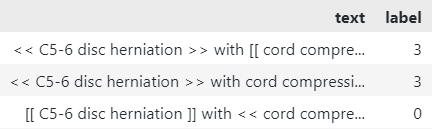 text label
<< C5-6 disc herniation >> with [[ cord compre... 3
<< C5-6 disc herniation >> with cord compressi... 3
[[ C5-6 disc herniation ]] with << cord compre... 0